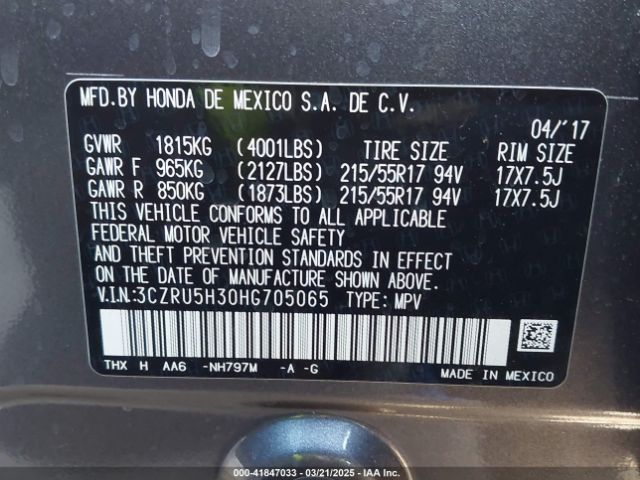 MFD.BY HONDA DE MEXICO S.A. DE C.V.
04/'17
GVWR 1815KG (4001LBS) TIRE SIZE RIM SIZE
GAWR F 965KG (2127LBS) 215/55R17 94V 17X7.5J
GAWR R 850KG (1873LBS) 215/55R17 94V 17X7.5J
THIS VEHICLE CONFORMS TO ALL APPLICABLE
FEDERAL MOTOR VEHICLE SAFETY
AND THEFT PREVENTION STANDARDS IN EFFECT
ON THE DATE OF MANUFACTURE SHOWN ABOVE.
V.I.N:3CZRU5H30HG705065 TYPE: MPV
THX H AA6 -NH797M -A -G
MADE IN MEXICO
000-41847033 - 03/21/2025 - IAA Inc.